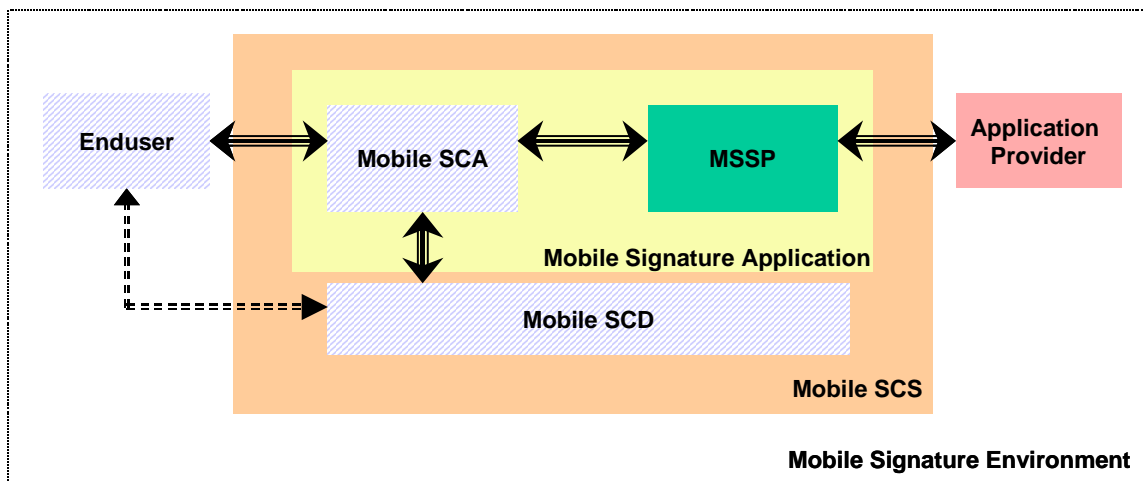 Enduser
Mobile SCA
MSSP
Application
Provider
Mobile Signature Application
Mobile SCD
Mobile SCS
Mobile Signature Environment